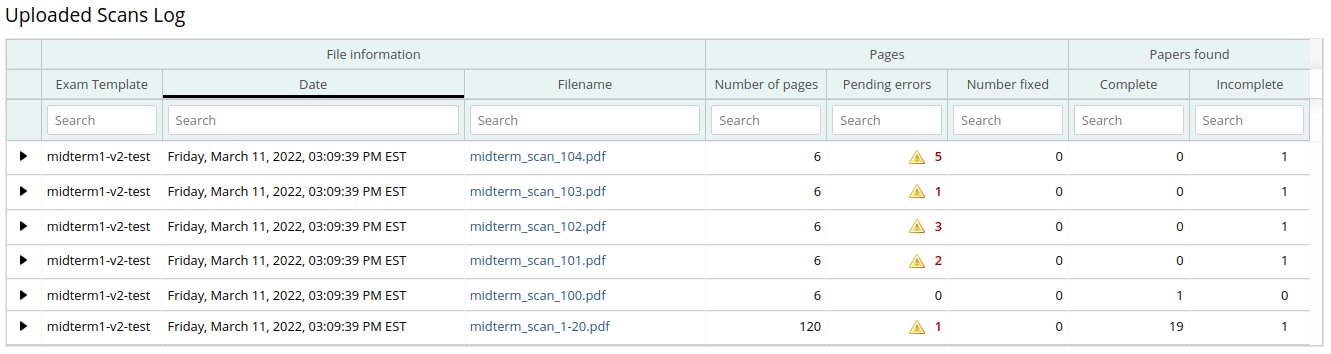 Uploaded Scans Log
File information Pages Papers found
Exam Template Date Filename Number of pages Pending errors Number fixed Complete Incomplete
Search Search Search Search Search Search Search Search
midterm1-v2-test Friday, March 11, 2022, 03:09:39 PM EST midterm_scan_104.pdf 6 5 0 0 1
midterm1-v2-test Friday, March 11, 2022, 03:09:39 PM EST midterm_scan_103.pdf 6 1 0 0 1
midterm1-v2-test Friday, March 11, 2022, 03:09:39 PM EST midterm_scan_102.pdf 6 3 0 0 1
midterm1-v2-test Friday, March 11, 2022, 03:09:39 PM EST midterm_scan_101.pdf 6 2 0 0 1
midterm1-v2-test Friday, March 11, 2022, 03:09:39 PM EST midterm_scan_100.pdf 6 0 0 1 0
midterm1-v2-test Friday, March 11, 2022, 03:09:39 PM EST midterm_scan_1-20.pdf 120 1 0 19 1